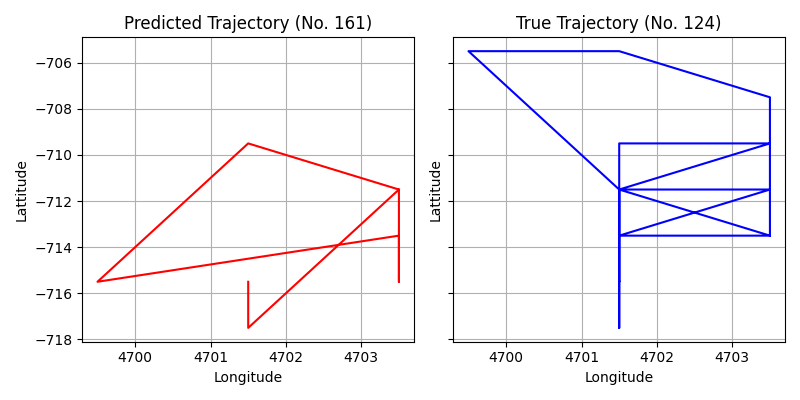 Predicted Trajectory (No. 161)
True Trajectory (No. 124)
Lattitude
−706
−708
−710
−712
−714
−716
−718
4700
4701
4702
4703
Longitude
Lattitude
4700
4701
4702
4703
Longitude